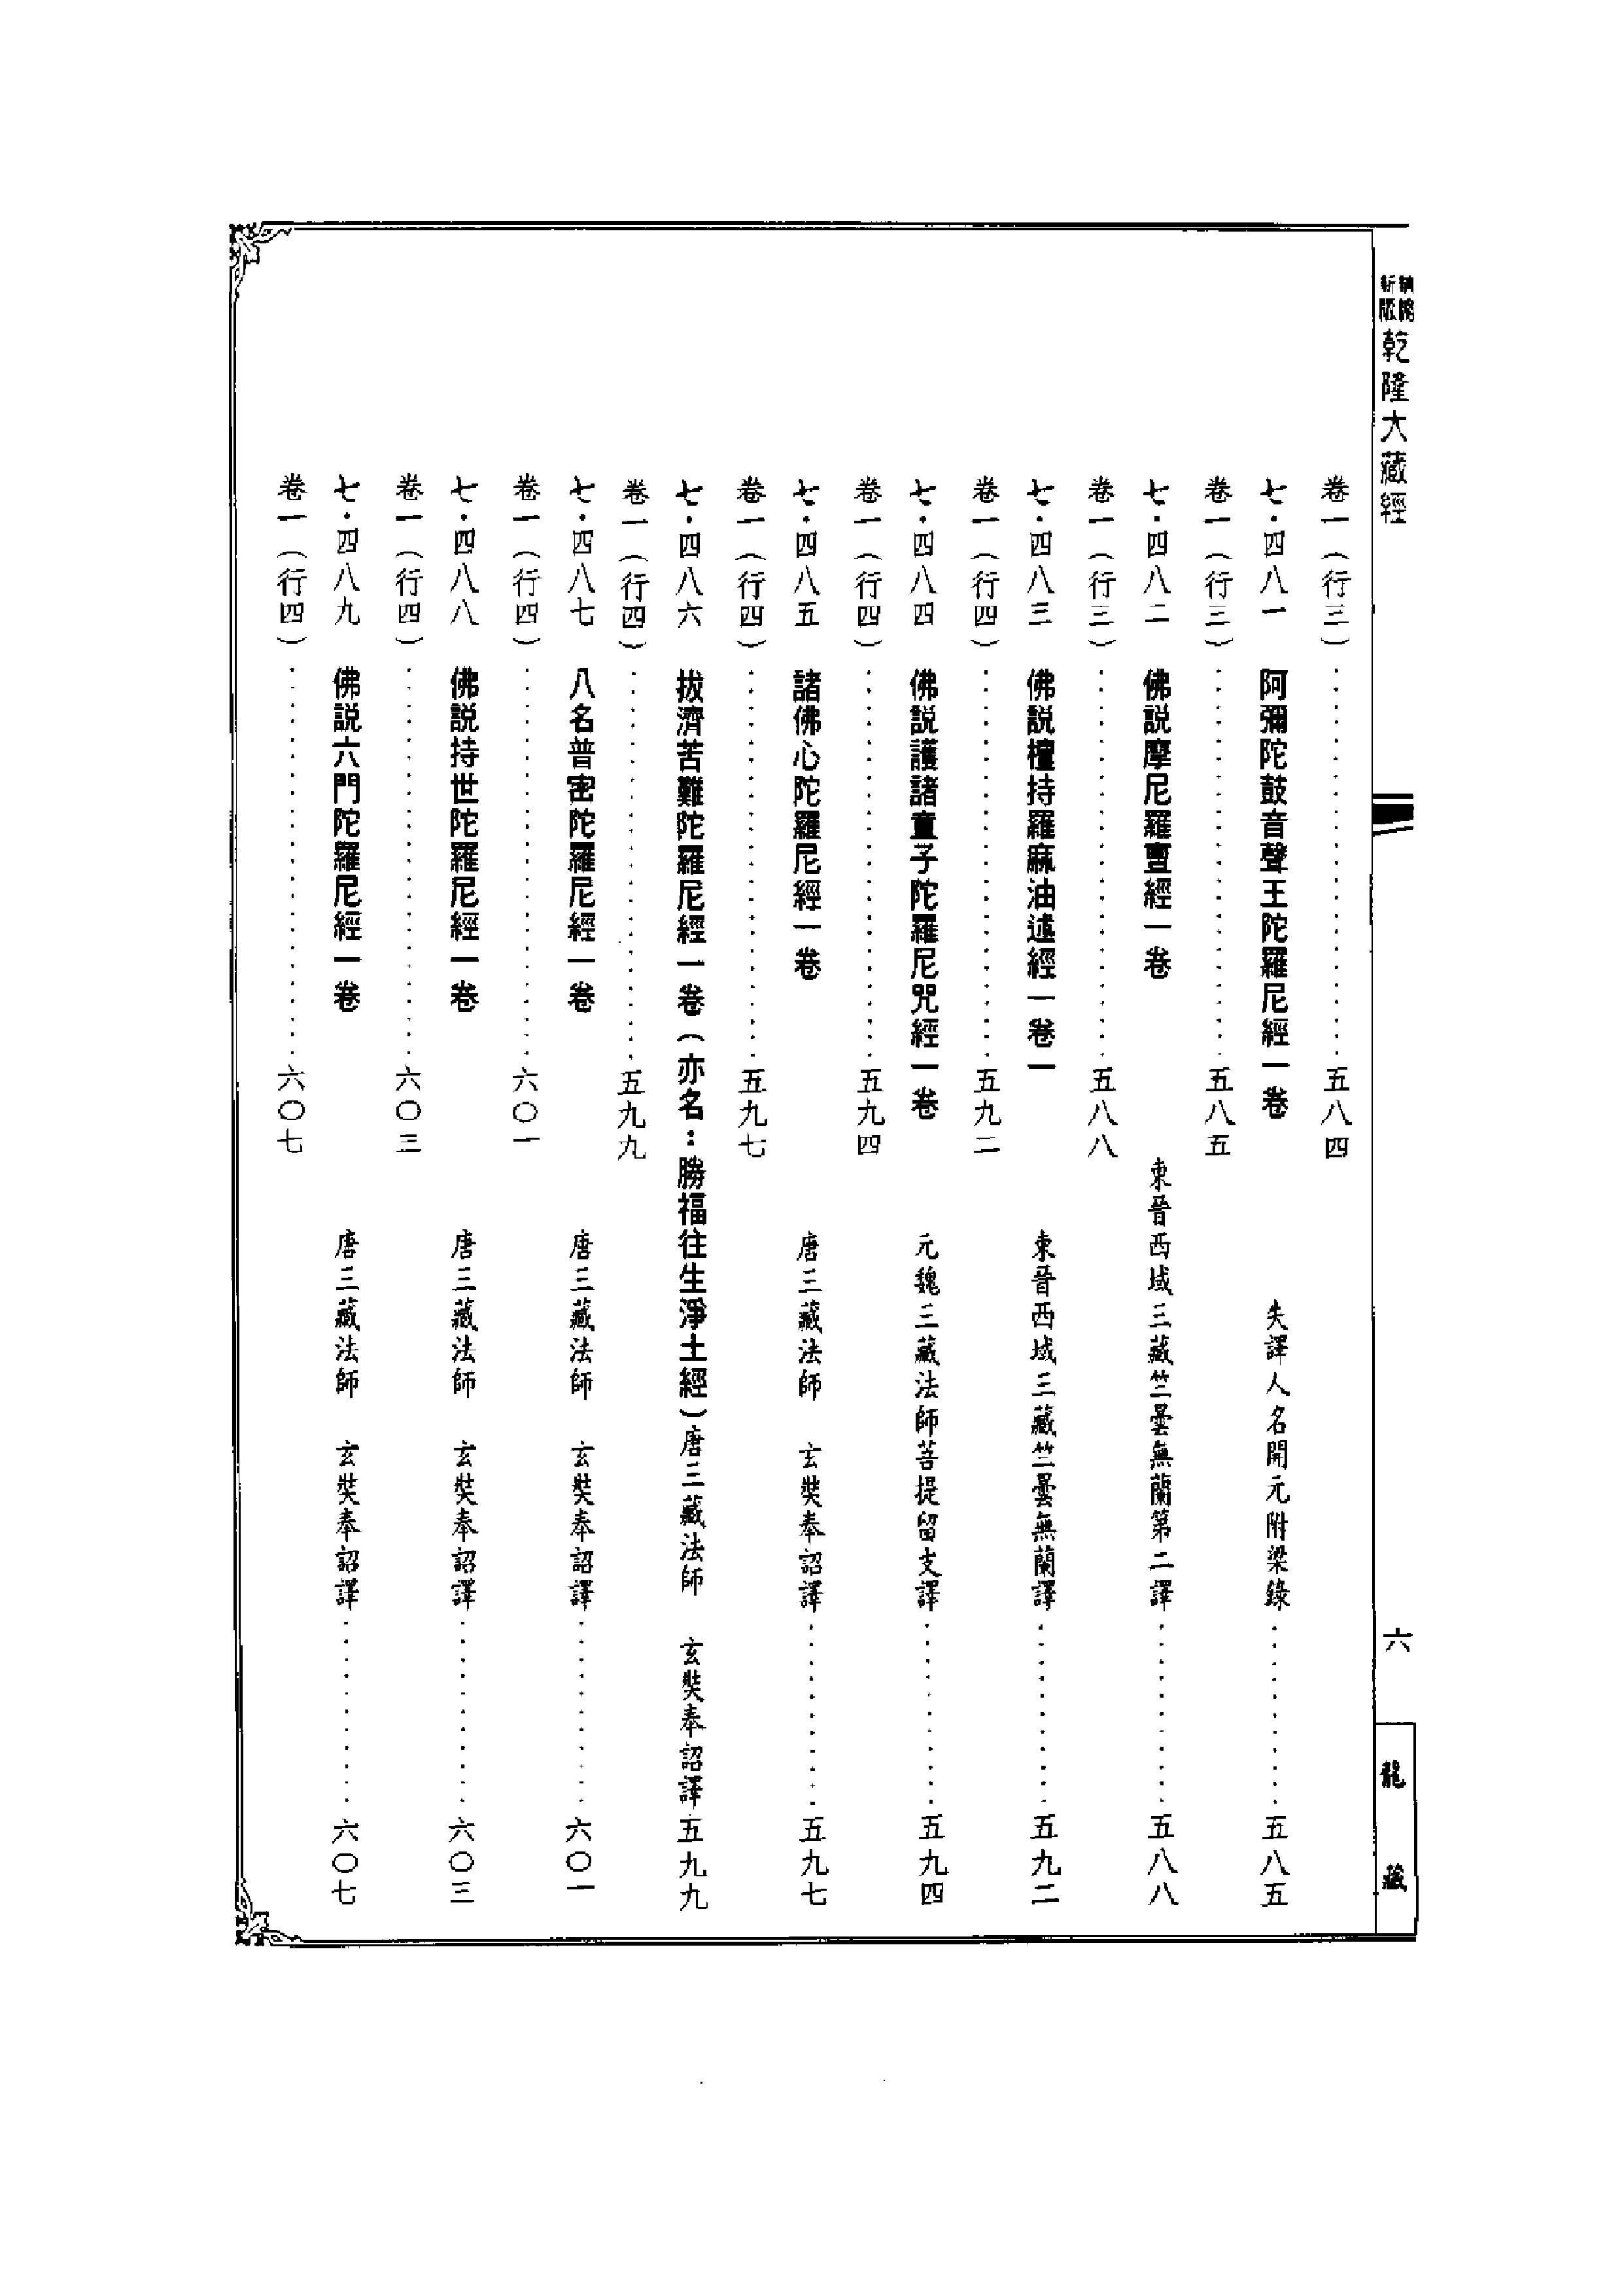 新版
乾隆大藏經
六
龍藏
卷一（行三）……五八四
七·四八一 阿彌陀鼓音聲王陀羅尼經一卷 失譯人名開元附梁錄……五八五
卷一（行三）……五八五
七·四八二 佛説摩尼羅亶經一卷 東晉西域三藏竺曇無蘭第二譯……五八八
卷一（行三）……五八八
七·四八三 佛説檀持羅麻油述經一卷一 東晉西域三藏竺曇無蘭譯……五九二
卷一（行四）……五九二
七·四八四 佛説護諸童子陀羅尼咒經一卷 元魏三藏法師菩提留支譯……五九四
卷一（行四）……五九四
七·四八五 諸佛心陀羅尼經一卷 唐三藏法師 玄奘奉詔譯……五九七
卷一（行四）……五九七
七·四八六 拔濟苦難陀羅尼經一卷（亦名：勝福往生淨土經）唐三藏法師 玄奘奉詔譯 五九九
卷一（行四）……五九九
七·四八七 八名普密陀羅尼經一卷 唐三藏法師 玄奘奉詔譯……六〇一
卷一（行四）……六〇一
七·四八八 佛説持世陀羅尼經一卷 唐三藏法師 玄奘奉詔譯……六〇三
卷一（行四）……六〇三
七·四八九 佛説六門陀羅尼經一卷 唐三藏法師 玄奘奉詔譯……六〇七
卷一（行四）……六〇七